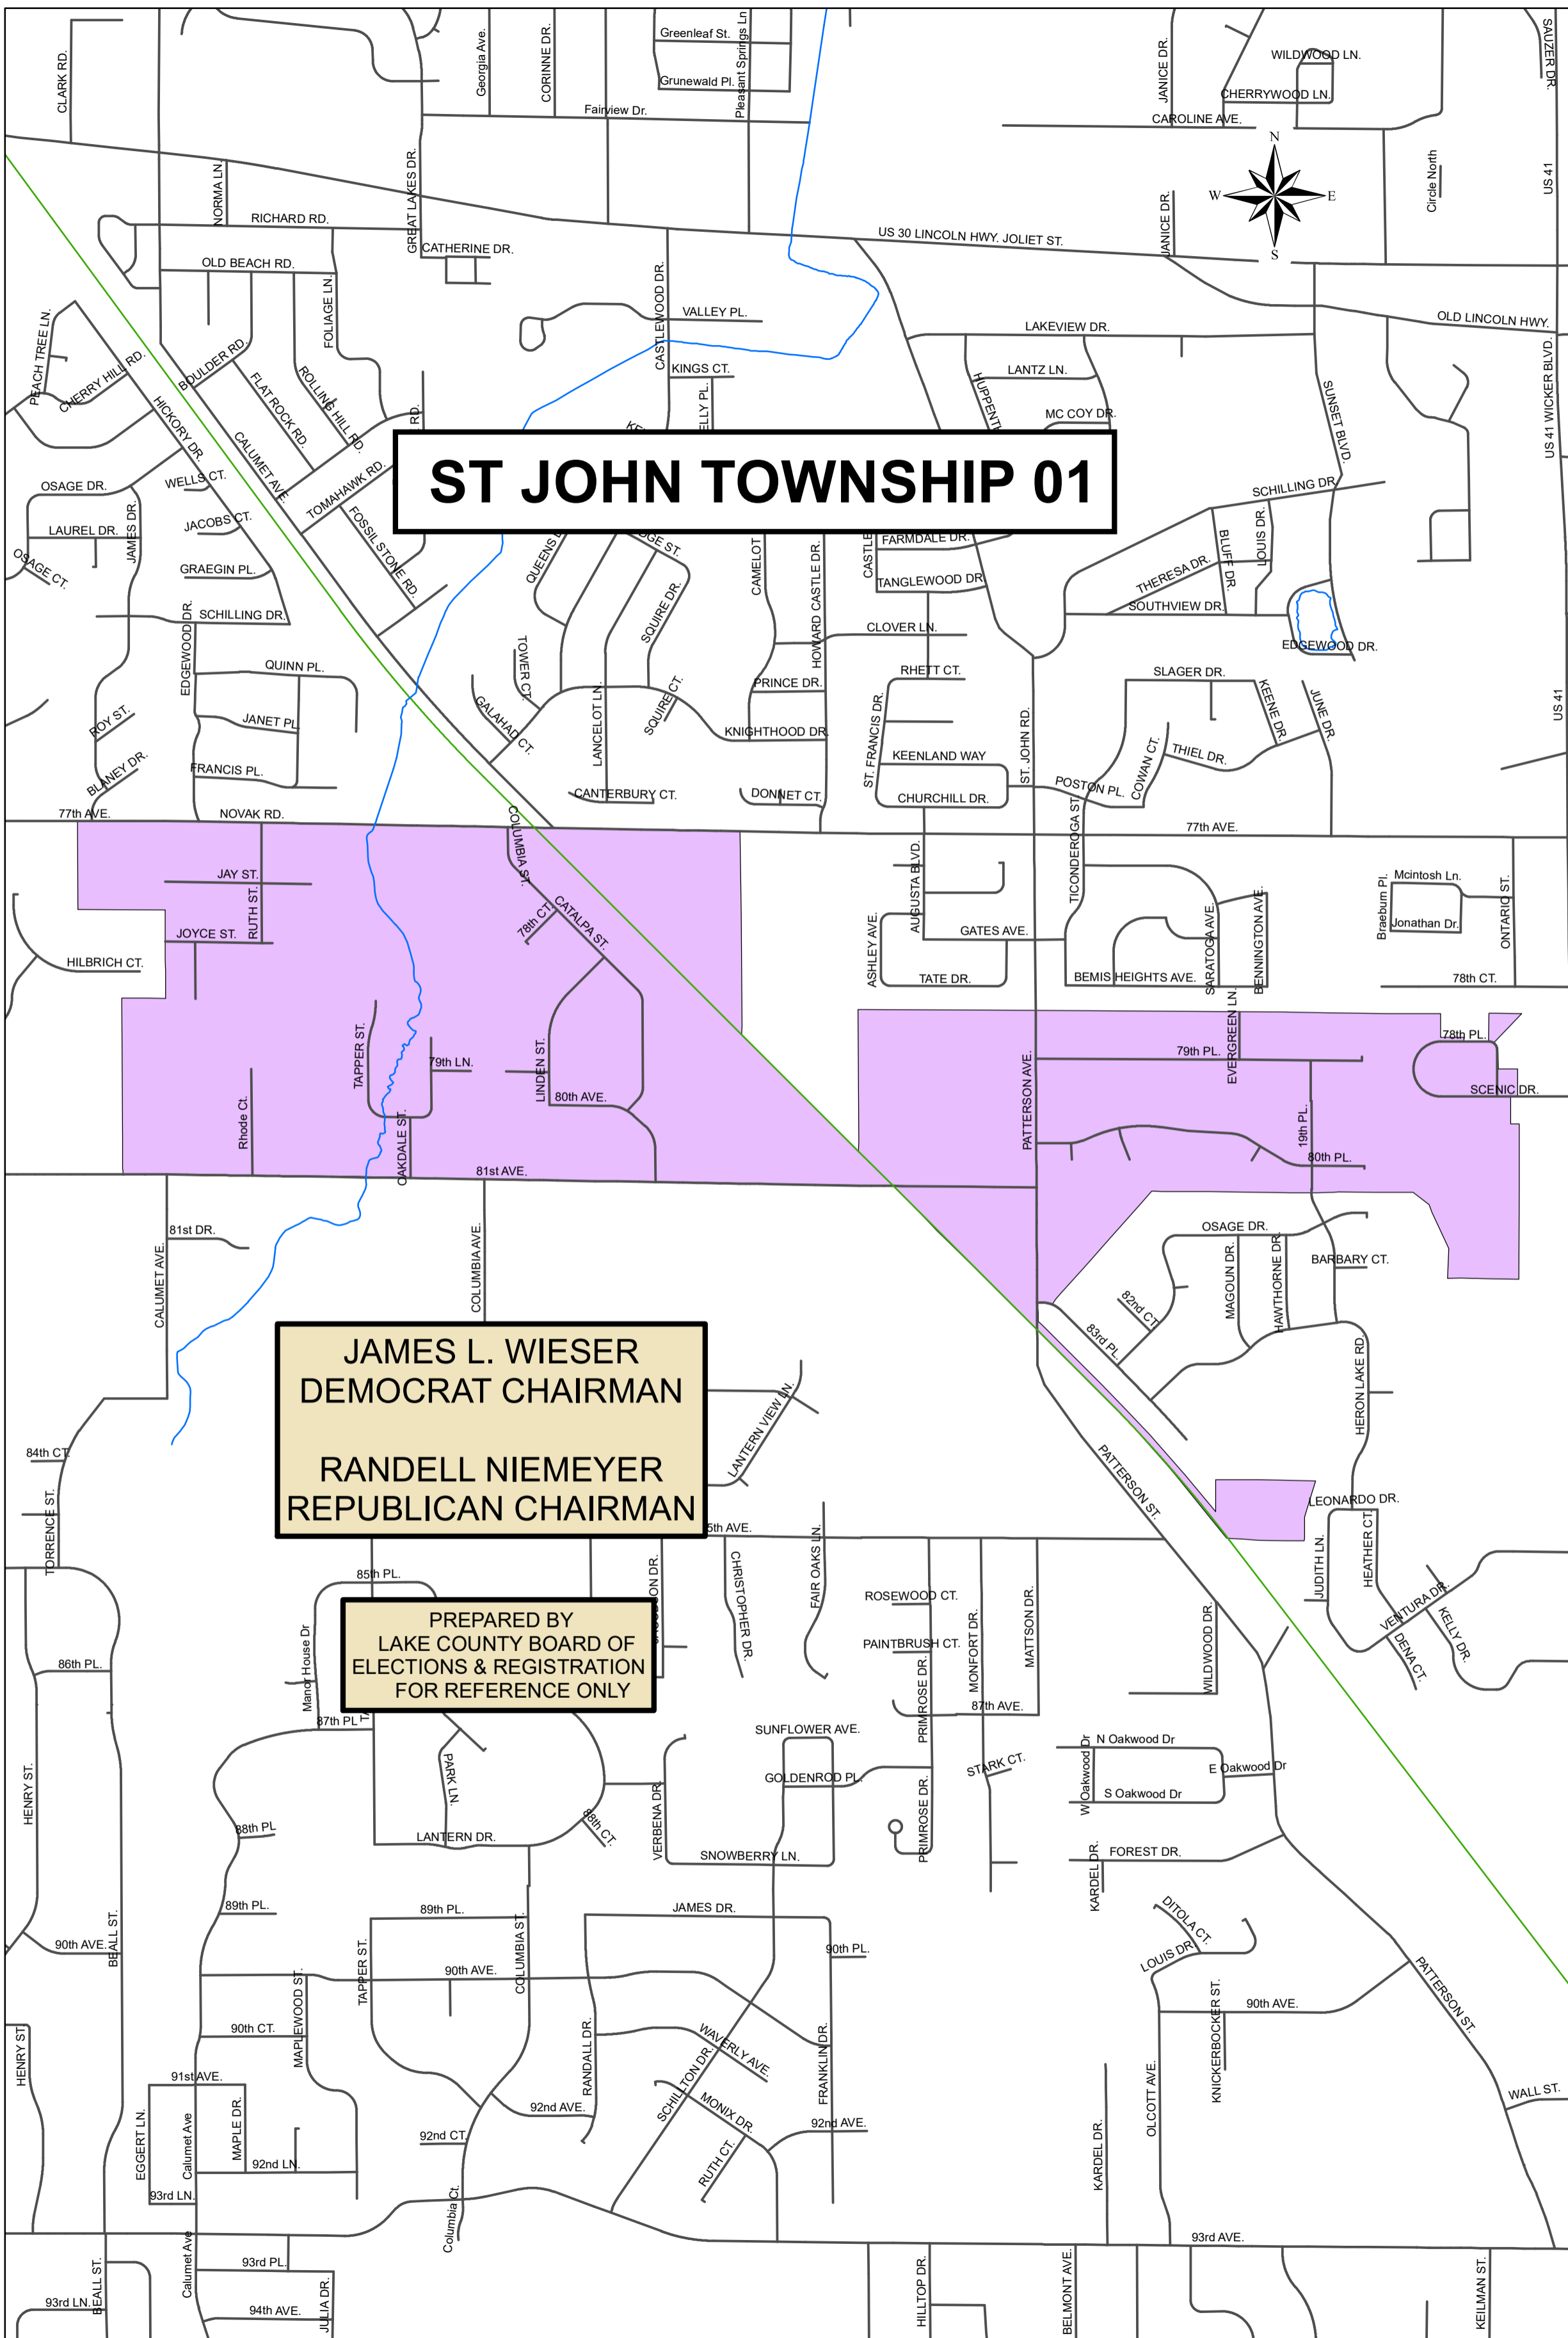 CLARK RD.
Georgia Ave.
CORINNE DR.
Greenleaf St.
Grunewald Pl.
Pleasant Springs Ln
Fairview Dr.
JANICE DR.
WILDWOOD LN.
CHERRYWOOD LN.
CAROLINE AVE.
SAUZER DR.
US 41
Circle North
N
W
E
S
NORMA LN.
RICHARD RD.
GREAT LAKES DR.
CATHERINE DR.
OLD BEACH RD.
FOLIAGE LN.
US 30 LINCOLN HWY. JOLIET ST.
JANICE DR.
OLD LINCOLN HWY.
CASTLEWOOD DR.
VALLEY PL.
KINGS CT.
LAKEVIEW DR.
LANTZ LN.
MC COY DR.
SUNSET BLVD.
US 41 WICKER BLVD.
PEACH TREE LN.
CHERRY HILL RD.
HICKORY DR.
BOULDER RD.
FLAT ROCK RD.
ROLLING HILL RD.
RD.
CALUMET AVE.
TOMAHAWK RD.
FOSSIL STONE RD.
ST JOHN TOWNSHIP 01
OSAGE DR.
WELLS CT.
LAUREL DR.
JAMES DR.
JACOBS CT.
OSAGE CT.
GRAEGIN PL.
SCHILLING DR.
EDGEWOOD DR.
QUINN PL.
JANET PL.
FRANCIS PL.
ROY ST.
BLANEY DR.
77th AVE.
NOVAK RD.
TOWER CT.
GALAHAD CT.
LANCELOT LN.
SQUIRE DR.
SQUIRE CT.
CAMELOT
PRINCE DR.
KNIGHTHOOD DR.
HOWARD CASTLE DR.
CANTERBURY CT.
DONNET CT.
FARMDALE DR.
TANGLEWOOD DR.
CLOVER LN.
RHETT CT.
ST. FRANCIS DR.
KEENLAND WAY
CHURCHILL DR.
ST. JOHN RD.
SCHILLING DR.
BLUFF DR.
LOUIS DR.
THERESA DR.
SOUTHVIEW DR.
EDGEWOOD DR.
SLAGER DR.
KEENE DR.
JUNE DR.
THIEL DR.
COWAN CT.
POSTON PL.
US 41
77th AVE.
COLUMBIA ST.
78th CT.
CATALPA ST.
JAY ST.
RUTH ST.
JOYCE ST.
HILBRICH CT.
TAPPER ST.
79th LN.
LINDEN ST.
80th AVE.
Rhode Ct.
OAKDALE ST.
81st AVE.
TICONDEROGA ST.
AUGUSTA BLVD.
ASHLEY AVE.
GATES AVE.
TATE DR.
BEMIS HEIGHTS AVE.
SARATOGA AVE.
BENNINGTON AVE.
Braeburn Pl.
Mcintosh Ln.
Jonathan Dr.
ONTARIO ST.
78th CT.
EVERGREEN LN.
78th PL.
79th PL.
SCENIC DR.
PATTERSON AVE.
19th PL.
80th PL.
81st DR.
CALUMET AVE.
COLUMBIA AVE.
OSAGE DR.
MAGOUN DR.
HAWTHORNE DR.
BARBARY CT.
82nd CT
83rd PL.
HERON LAKE RD.
JAMES L. WIESER
DEMOCRAT CHAIRMAN
RANDELL NIEMEYER
REPUBLICAN CHAIRMAN
LANTERN VIEW LN.
84th CT.
TORRENCE ST.
PATTERSON ST.
LEONARDO DR.
JUDITH LN.
HEATHER CT.
VENTURA DR.
KELLY DR.
DENA CT.
5th AVE.
85th PL.
CHRISTOPHER DR.
FAIR OAKS LN.
ROSEWOOD CT.
PAINTBRUSH CT.
PRIMROSE DR.
MONFORT DR.
MATTSON DR.
WILDWOOD DR.
PREPARED BY
LAKE COUNTY BOARD OF
ELECTIONS & REGISTRATION
FOR REFERENCE ONLY
86th PL.
Manor House Dr
87th PL
87th AVE.
SUNFLOWER AVE.
GOLDENROD PL.
STARK CT.
W Oakwood Dr
N Oakwood Dr
E Oakwood Dr
S Oakwood Dr
HENRY ST.
PARK LN.
88th PL
LANTERN DR.
88th CT.
VERBENA DR.
SNOWBERRY LN.
PRIMROSE DR.
KARDEL DR.
FOREST DR.
89th PL.
89th PL.
JAMES DR.
BEALL ST.
90th AVE.
TAPPER ST.
COLUMBIA ST.
90th AVE.
90th PL.
DITOLA CT.
LOUIS DR.
90th AVE.
PATTERSON ST.
KNICKERBOCKER ST.
MAPLEWOOD ST.
90th CT.
HENRY ST
91st AVE.
RANDALL DR.
WAVERLY AVE.
FRANKLIN DR.
SCHILLTON DR.
MONIX DR.
92nd AVE.
92nd AVE.
92nd CT.
RUTH CT.
OLCOTT AVE.
KARDEL DR.
WALL ST.
EGGERT LN.
Calumet Ave
MAPLE DR.
92nd LN.
93rd LN.
Columbia Ct.
93rd AVE.
Calumet Ave
93rd PL.
BEALL ST.
93rd LN.
94th AVE.
JULIA DR.
HILLTOP DR.
BELMONT AVE.
KEILMAN ST.